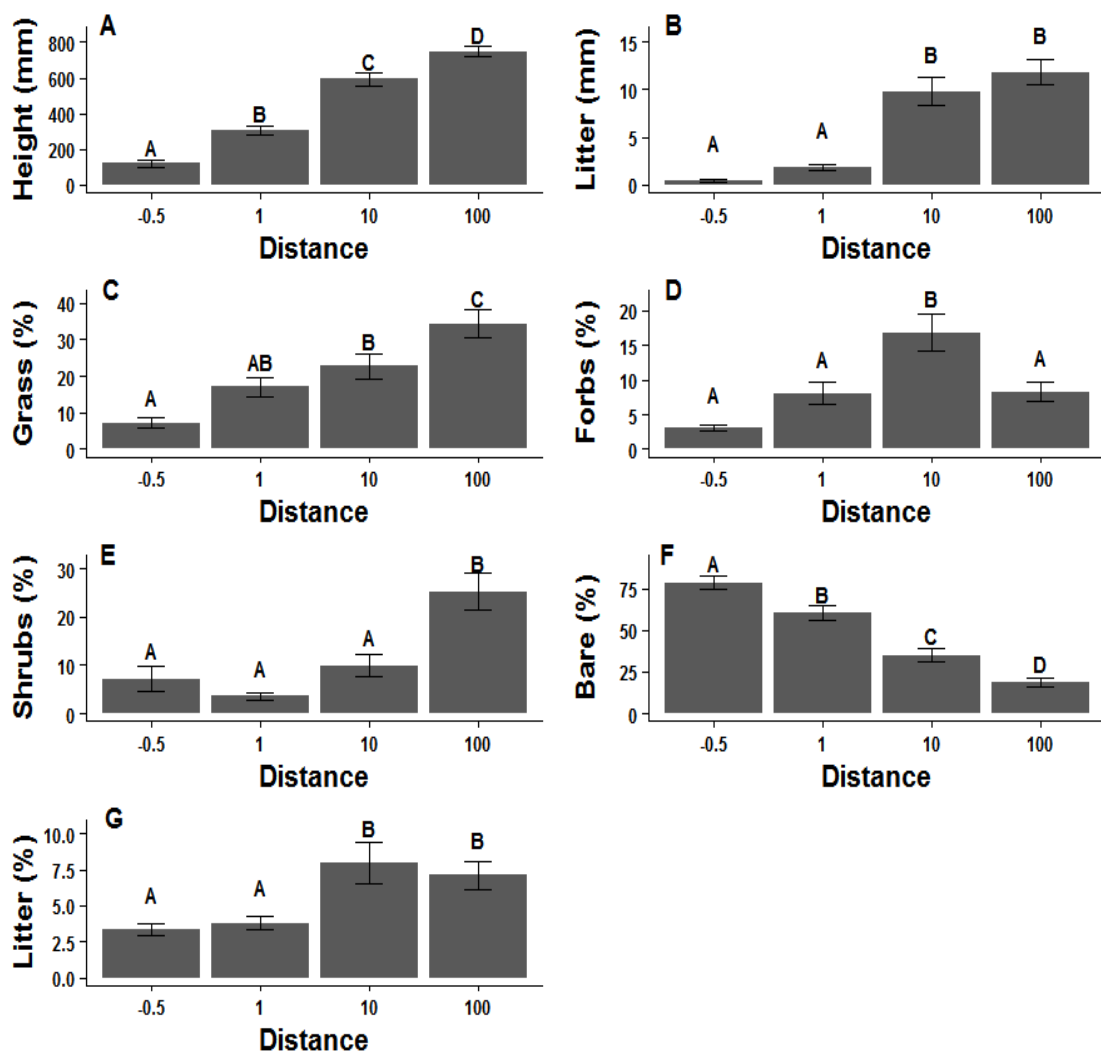 A
Height (mm)
800
600
400
200
0
A
B
C
D
-0.5 1 10 100
Distance
B
Litter (mm)
15
10
5
0
A
A
B
B
-0.5 1 10 100
Distance
C
Grass (%)
40
30
20
10
0
A
AB
B
C
-0.5 1 10 100
Distance
D
Forbs (%)
20
15
10
5
0
A
A
B
A
-0.5 1 10 100
Distance
E
Shrubs (%)
30
20
10
0
A
A
A
B
-0.5 1 10 100
Distance
F
Bare (%)
75
50
25
0
A
B
C
D
-0.5 1 10 100
Distance
G
Litter (%)
10.0
7.5
5.0
2.5
0.0
A
A
B
B
-0.5 1 10 100
Distance